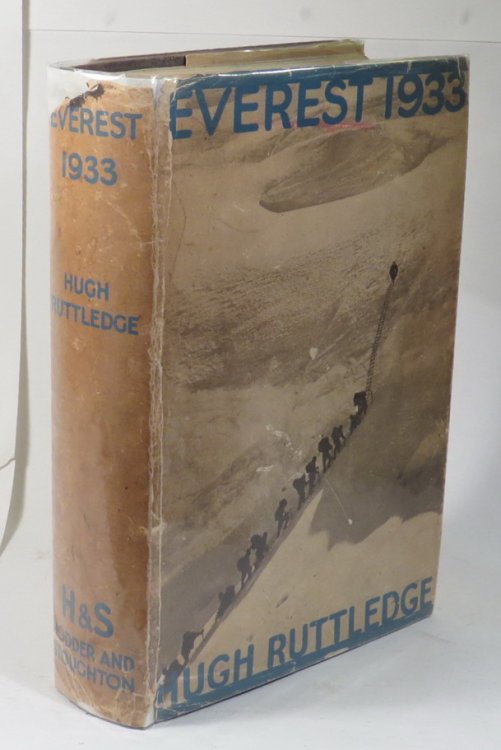 EVEREST
1933
HUGH
RUTTLEDGE
H&S
HODDER AND
STOUGHTON
EVEREST 1933
HUGH RUTTLEDGE